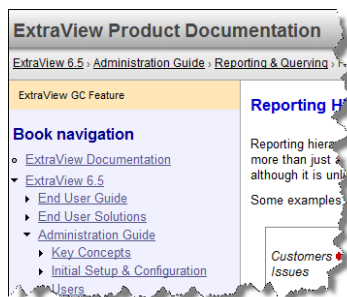 ExtraView Product Documentation
ExtraView 6.5 › Administration Guide › Reporting & Querying ›
ExtraView GC Feature
Reporting
Book navigation
Reporting hierar
ExtraView Documentation
more than just a
although it is unl
ExtraView 6.5
Some examples
End User Guide
End User Solutions
Administration Guide
Key Concepts
Customers
Initial Setup & Configuration
Issues
Users